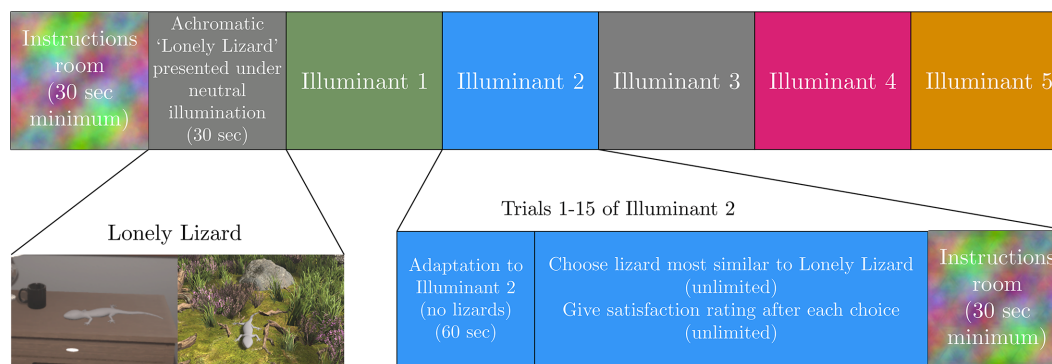 Instructions
room
(30 sec
minimum)
Achromatic
‘Lonely Lizard’
presented under
neutral
illumination
(30 sec)
Illuminant 1
Illuminant 2
Illuminant 3
Illuminant 4
Illuminant 5
Lonely Lizard
Trials 1-15 of Illuminant 2
Adaptation to
Illuminant 2
(no lizards)
(60 sec)
Choose lizard most similar to Lonely Lizard
(unlimited)
Give satisfaction rating after each choice
(unlimited)
Instructions
room
(30 sec
minimum)